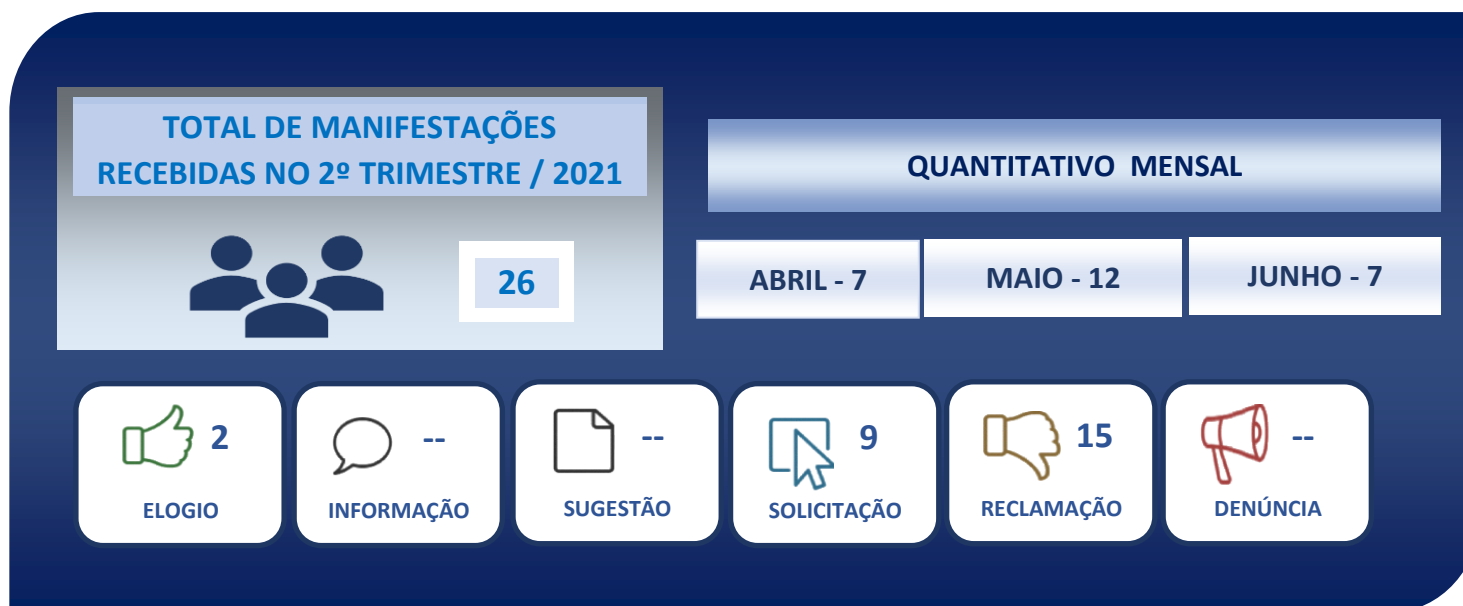 TOTAL DE MANIFESTAÇÕES
RECEBIDAS NO 2º TRIMESTRE / 2021
26
QUANTITATIVO MENSAL
ABRIL - 7
MAIO - 12
JUNHO - 7
2
ELOGIO
--
INFORMAÇÃO
--
SUGESTÃO
9
SOLICITAÇÃO
15
RECLAMAÇÃO
--
DENÚNCIA